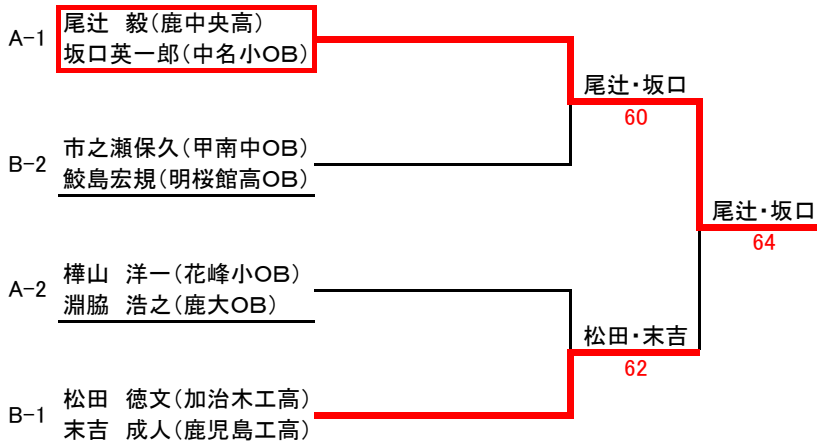 A-1
尾辻　毅(鹿中央高)
坂口英一郎(中名小OB)
尾辻・坂口
60
B-2
市之瀬保久(甲南中OB)
鮫島宏規(明桜館高OB)
尾辻・坂口
64
A-2
樺山　洋一(花峰小OB)
淵脇　浩之(鹿大OB)
松田・末吉
62
B-1
松田　徳文(加治木工高)
末吉　成人(鹿児島工高)